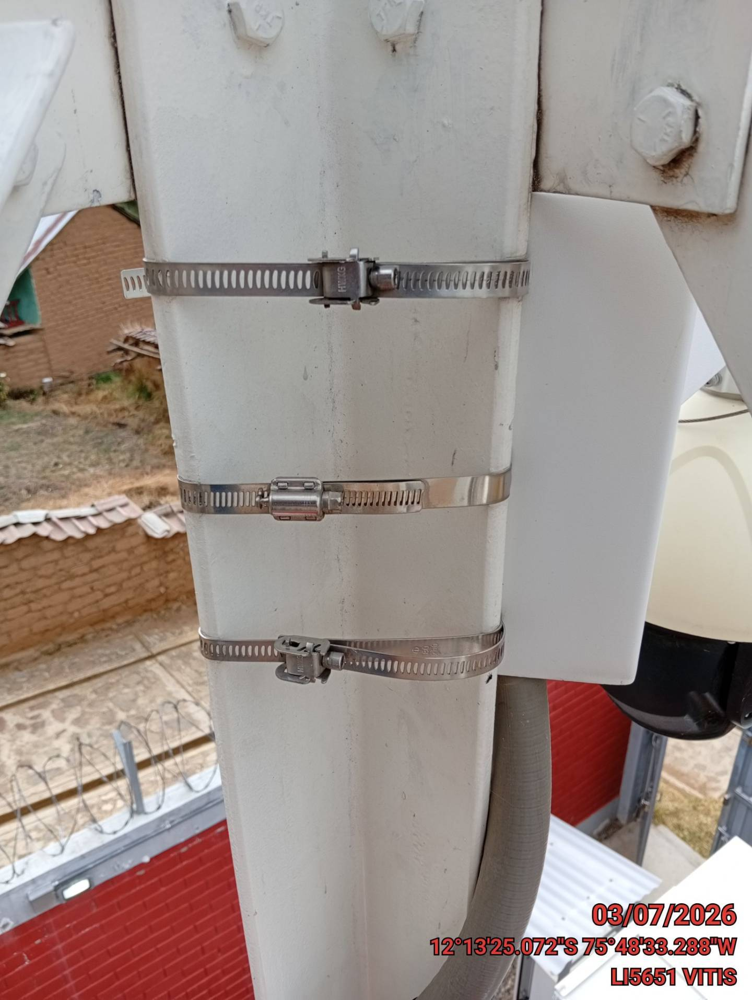 HWKG
HWKG
Φ
03/07/2026
12°13'25.072"S 75°48'33.288"W
LI5651 VITIS